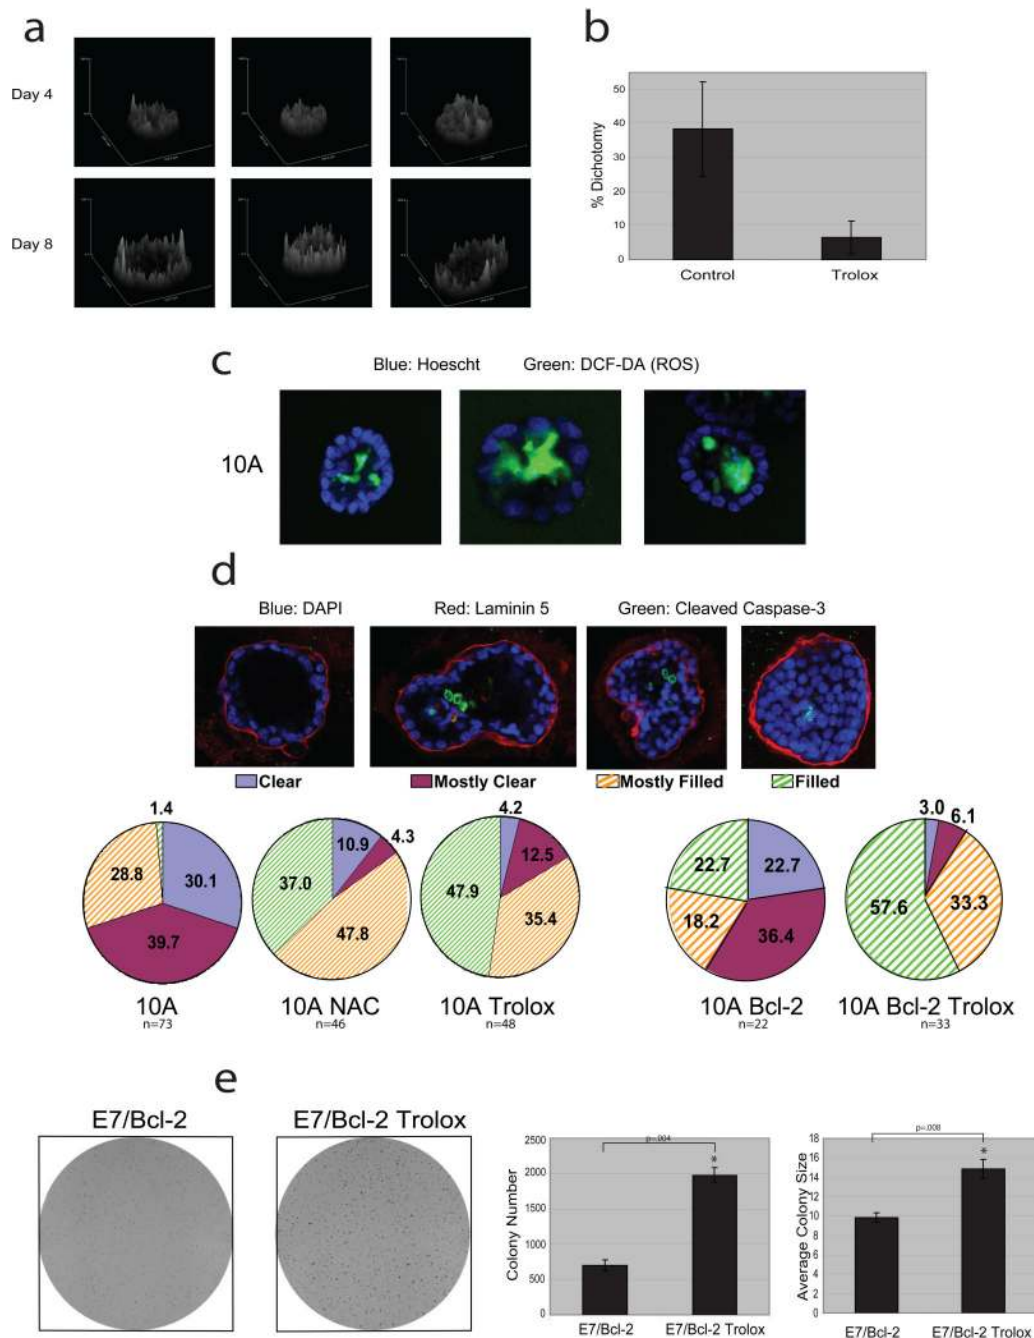 a
Day 4
Day 8
b
% Dichotomy
50
40
30
20
10
0
Control Trolox
c
Blue: Hoescht Green: DCF-DA (ROS)
10A
d
Blue: DAPI Red: Laminin 5 Green: Cleaved Caspase-3
Clear Mostly Clear Mostly Filled Filled
1.4
28.8
30.1
39.7
10A
n=73
10.9
4.3
37.0
47.8
10A NAC
n=46
4.2
12.5
47.9
35.4
10A Trolox
n=48
22.7
22.7
18.2
36.4
10A Bcl-2
n=22
3.0
6.1
57.6
33.3
10A Bcl-2 Trolox
n=33
e
E7/Bcl-2
E7/Bcl-2 Trolox
Colony Number
2500
2000
1500
1000
500
0
p=.004
*
E7/Bcl-2 E7/Bcl-2 Trolox
Average Colony Size
18
16
14
12
10
8
6
4
2
0
p=.008
*
E7/Bcl-2 E7/Bcl-2 Trolox